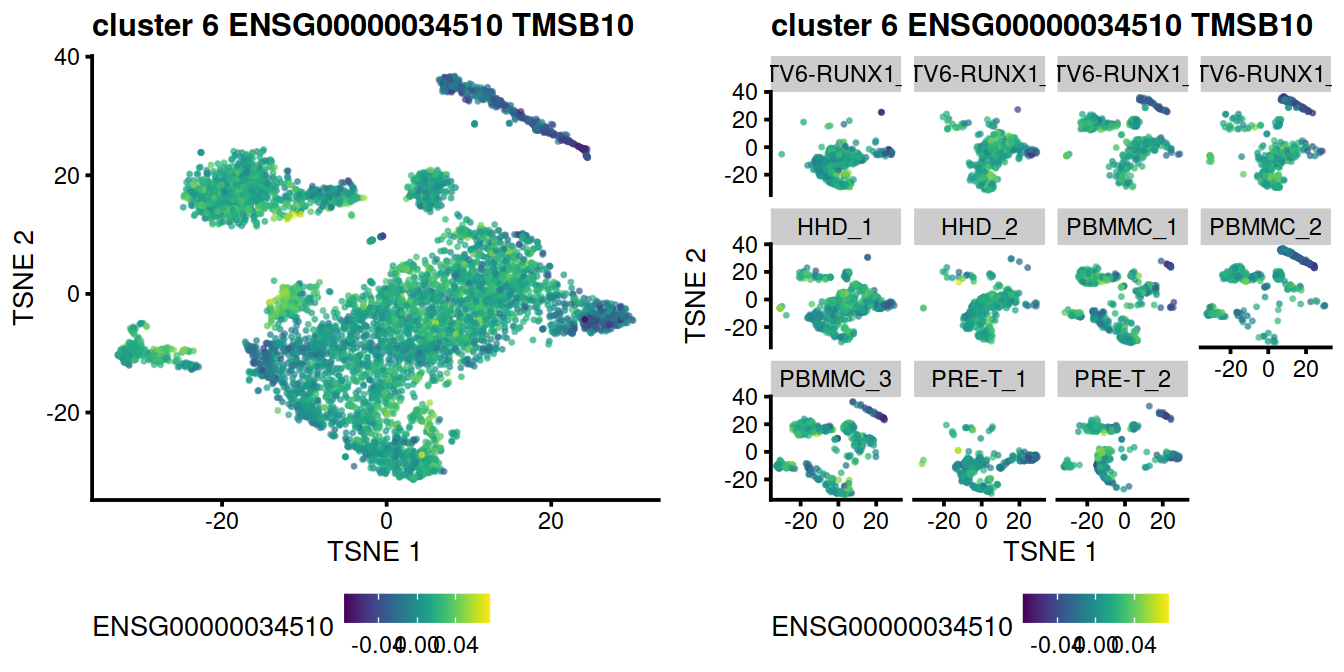 cluster 6 ENSG00000034510 TMSB10
TSNE 2
40
20
0
-20
-20 0 20
TSNE 1
ENSG00000034510
-0.04 0.00 0.04
cluster 6 ENSG00000034510 TMSB10
TSNE 2
TV6-RUNX1_ TV6-RUNX1_ TV6-RUNX1_ TV6-RUNX1_
40
20
0
-20
HHD_1 HHD_2 PBMMC_1 PBMMC_2
40
20
0
-20
-20 0 20
PBMMC_3 PRE-T_1 PRE-T_2
40
20
0
-20
-20 0 20 -20 0 20 -20 0 20
TSNE 1
ENSG00000034510
-0.04 0.00 0.04